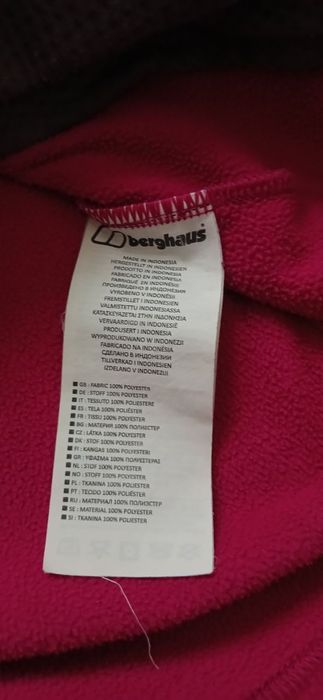 berghaus
MADE IN INDONESIA
HERGESTELLT IN INDONESIEN
PRODOTTO IN INDONESIA
FABRICADO EN INDONESIA
FABRIQUÉ EN INDONÉSIE
ПРОИЗВЕДЕНО В ИНДОНЕЗИЯ
VYROBENO V INDONÉSII
FREMSTILLET I INDONESIEN
VALMISTETTU INDONESIASSA
ΚΑΤΑΣΚΕΥΑΖΕΤΑΙ ΣΤΗΝ ΙΝΔΟΝΗΣΙΑ
VERVAARDIGD IN INDONESIË
PRODUSERT I INDONESIA
WYPRODUKOWANO W INDONEZJI
FABRICADO NA INDONÉSIA
СДЕЛАНО В ИНДОНЕЗИИ
TILLVERKAD I INDONESIEN
IZDELANO V INDONEZIJI
GB : FABRIC 100% POLYESTER
DE : STOFF 100% POLYESTER
IT : TESSUTO 100% POLIESTERE
ES : TELA 100% POLIÉSTER
FR : TISSU 100% POLYESTER
BG : МАТЕРИЯ 100% ПОЛИЕСТЕР
CZ : LÁTKA 100% POLYESTER
DK : STOF 100% POLYESTER
FI : KANGAS 100% POLYESTERI
GR : ΥΦΑΣΜΑ 100% ΠΟΛΥΕΣΤΕΡΑΣ
NL : STOF 100% POLYESTER
NO : STOFF 100% POLYESTER
PL : TKANINA 100% POLIESTER
PT : TECIDO 100% POLIÉSTER
RU : МАТЕРИАЛ 100% ПОЛИЭСТЕР
SE : MATERIAL 100% POLYESTER
SI : TKANINA 100% POLIESTER